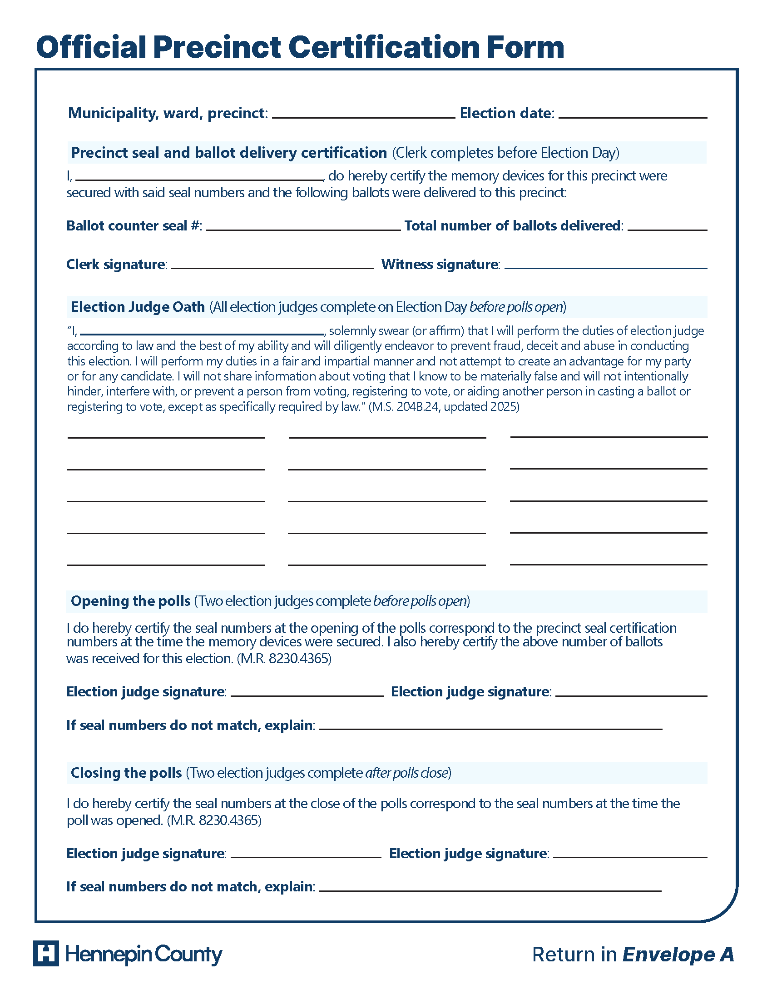 Official Precinct Certification Form
Municipality, ward, precinct: Election date:
Precinct seal and ballot delivery certification (Clerk completes before Election Day)
I, , do hereby certify the memory devices for this precinct were
secured with said seal numbers and the following ballots were delivered to this precinct:
Ballot counter seal #: Total number of ballots delivered:
Clerk signature: Witness signature:
Election Judge Oath (All election judges complete on Election Day before polls open)
“I, , solemnly swear (or affirm) that I will perform the duties of election judge
according to law and the best of my ability and will diligently endeavor to prevent fraud, deceit and abuse in conducting
this election. I will perform my duties in a fair and impartial manner and not attempt to create an advantage for my party
or for any candidate. I will not share information about voting that I know to be materially false and will not intentionally
hinder, interfere with, or prevent a person from voting, registering to vote, or aiding another person in casting a ballot or
registering to vote, except as specifically required by law.” (M.S. 204B.24, updated 2025)
Opening the polls (Two election judges complete before polls open)
I do hereby certify the seal numbers at the opening of the polls correspond to the precinct seal certification
numbers at the time the memory devices were secured. I also hereby certify the above number of ballots
was received for this election. (M.R. 8230.4365)
Election judge signature: Election judge signature:
If seal numbers do not match, explain:
Closing the polls (Two election judges complete after polls close)
I do hereby certify the seal numbers at the close of the polls correspond to the seal numbers at the time the
poll was opened. (M.R. 8230.4365)
Election judge signature: Election judge signature:
If seal numbers do not match, explain:
Hennepin County Return in Envelope A